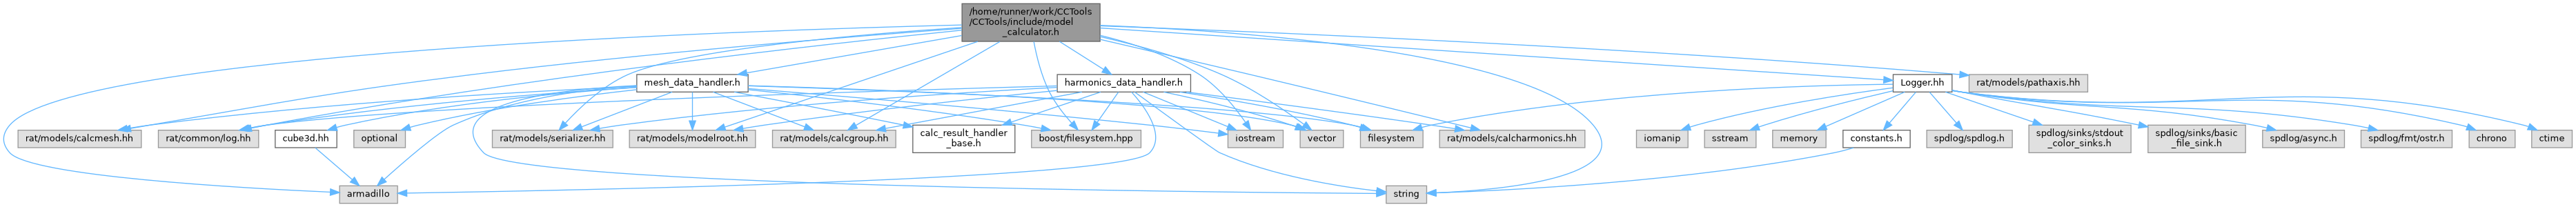 /home/runner/work/CCTools
/CCTools/include/model
_calculator.h
mesh_data_handler.h
harmonics_data_handler.h
Logger.hh
rat/models/pathaxis.hh
rat/models/calcmesh.hh
rat/common/log.hh
cube3d.hh
optional
rat/models/serializer.hh
rat/models/modelroot.hh
rat/models/calcgroup.hh
calc_result_handler
_base.h
boost/filesystem.hpp
iostream
vector
filesystem
rat/models/calcharmonics.hh
iomanip
sstream
memory
constants.h
spdlog/spdlog.h
spdlog/sinks/stdout
_color_sinks.h
spdlog/sinks/basic
_file_sink.h
spdlog/async.h
spdlog/fmt/ostr.h
chrono
ctime
armadillo
string